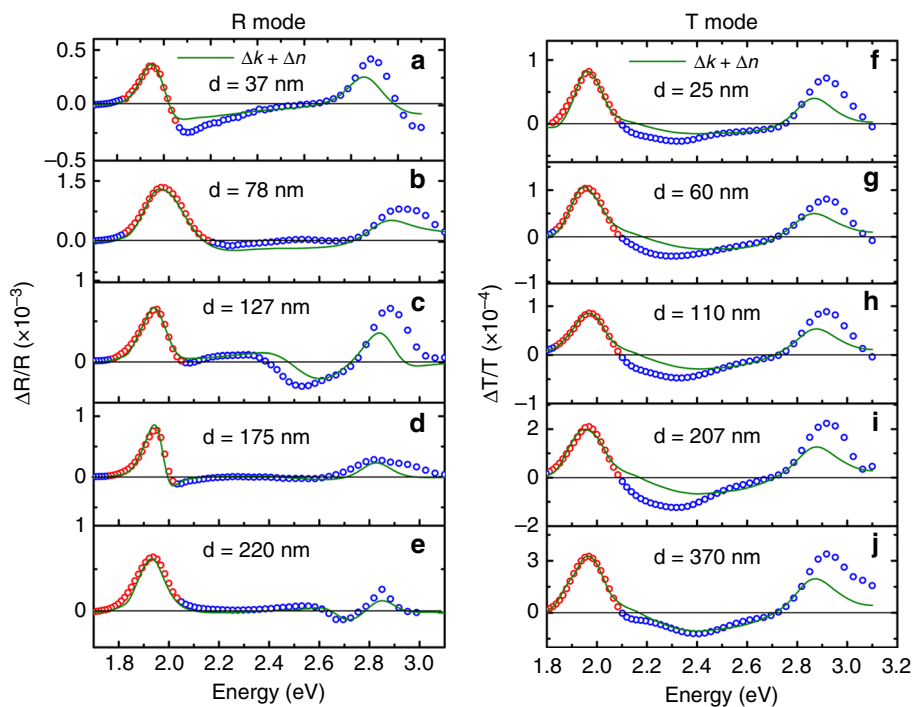 R mode
T mode
0.5
0.0
−0.5
Δk + Δn
d = 37 nm
a
1.5
0.0
1
d = 78 nm
b
0
d = 127 nm
c
1
0
1
d = 175 nm
d
0
d = 220 nm
e
ΔR/R (×10⁻³)
1.8 2.0 2.2 2.4 2.6 2.8 3.0
Energy (eV)
1
0
Δk + Δn
d = 25 nm
f
1
0
−1
d = 60 nm
g
1
0
−1
d = 110 nm
h
2
0
−2
d = 207 nm
i
3
0
d = 370 nm
j
ΔT/T (×10⁻⁴)
1.8 2.0 2.2 2.4 2.6 2.8 3.0 3.2
Energy (eV)